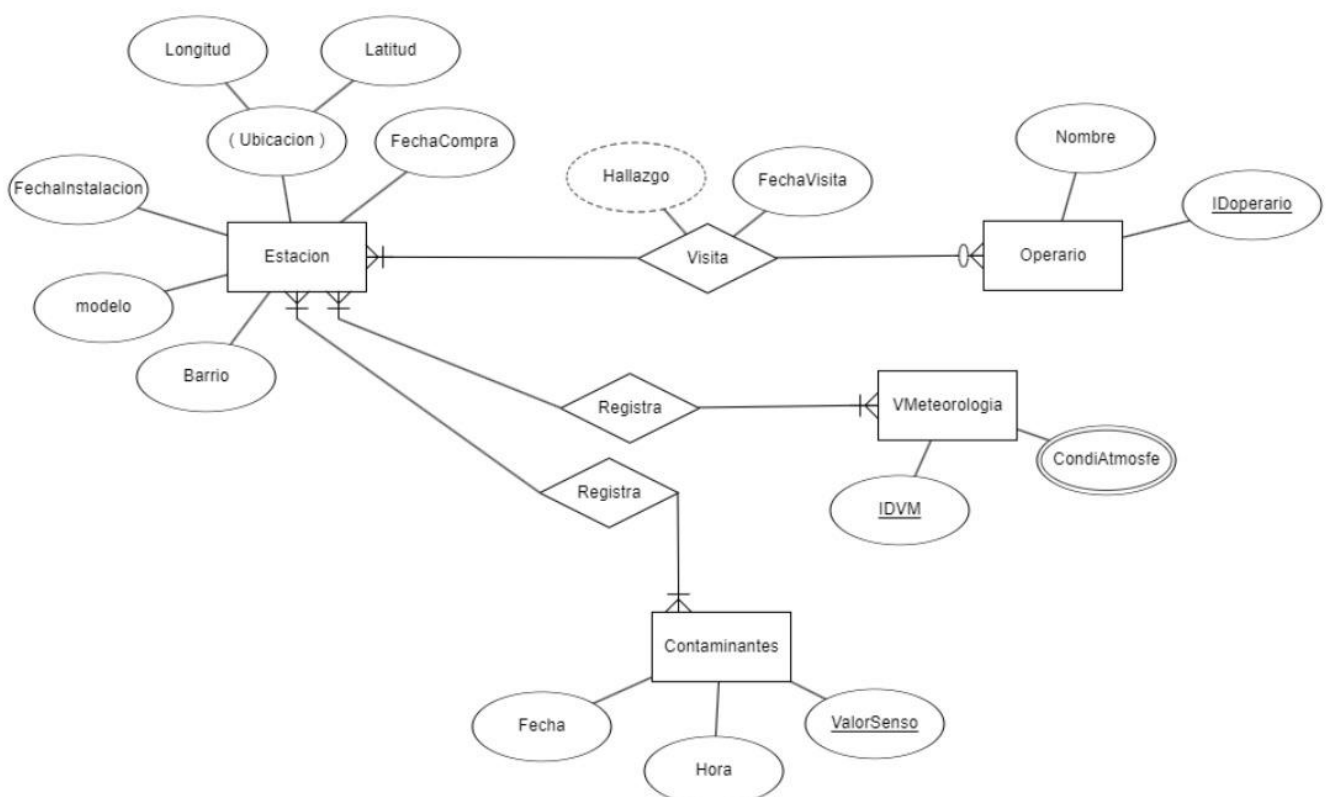 Longitud
Latitud
( Ubicacion )
FechaCompra
FechaInstalacion
Estacion
modelo
Barrio
Hallazgo
FechaVisita
Visita
Nombre
IDoperario
Operario
Registra
VMeteorologia
CondiAtmosfe
IDVM
Registra
Contaminantes
Fecha
Hora
ValorSenso